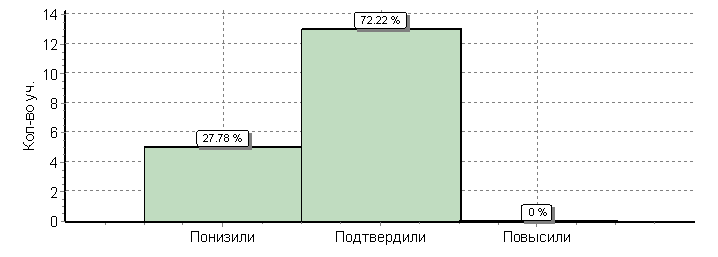 Кол-во уч.
14
12
10
8
6
4
2
0
27.78 %
72.22 %
0 %
Понизили
Подтвердили
Повысили